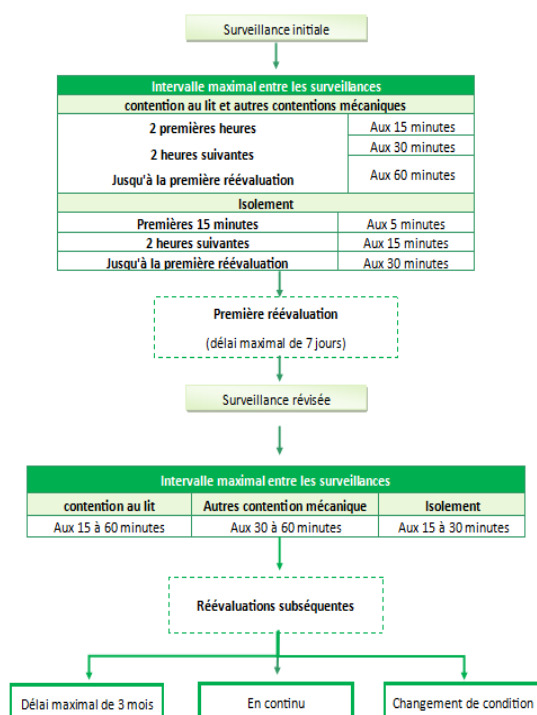 Surveillance initiale
Intervalle maximal entre les surveillances
contention au lit et autres contentions mécaniques
2 premières heures Aux 15 minutes
2 heures suivantes Aux 30 minutes
Jusqu'à la première réévaluation Aux 60 minutes
Isolement
Premières 15 minutes Aux 5 minutes
2 heures suivantes Aux 15 minutes
Jusqu'à la première réévaluation Aux 30 minutes
Première réévaluation
(délai maximal de 7 jours)
Surveillance révisée
Intervalle maximal entre les surveillances
contention au lit Autres contention mécanique Isolement
Aux 15 à 60 minutes Aux 30 à 60 minutes Aux 15 à 30 minutes
Réévaluations subséquentes
Délai maximal de 3 mois En continu Changement de condition